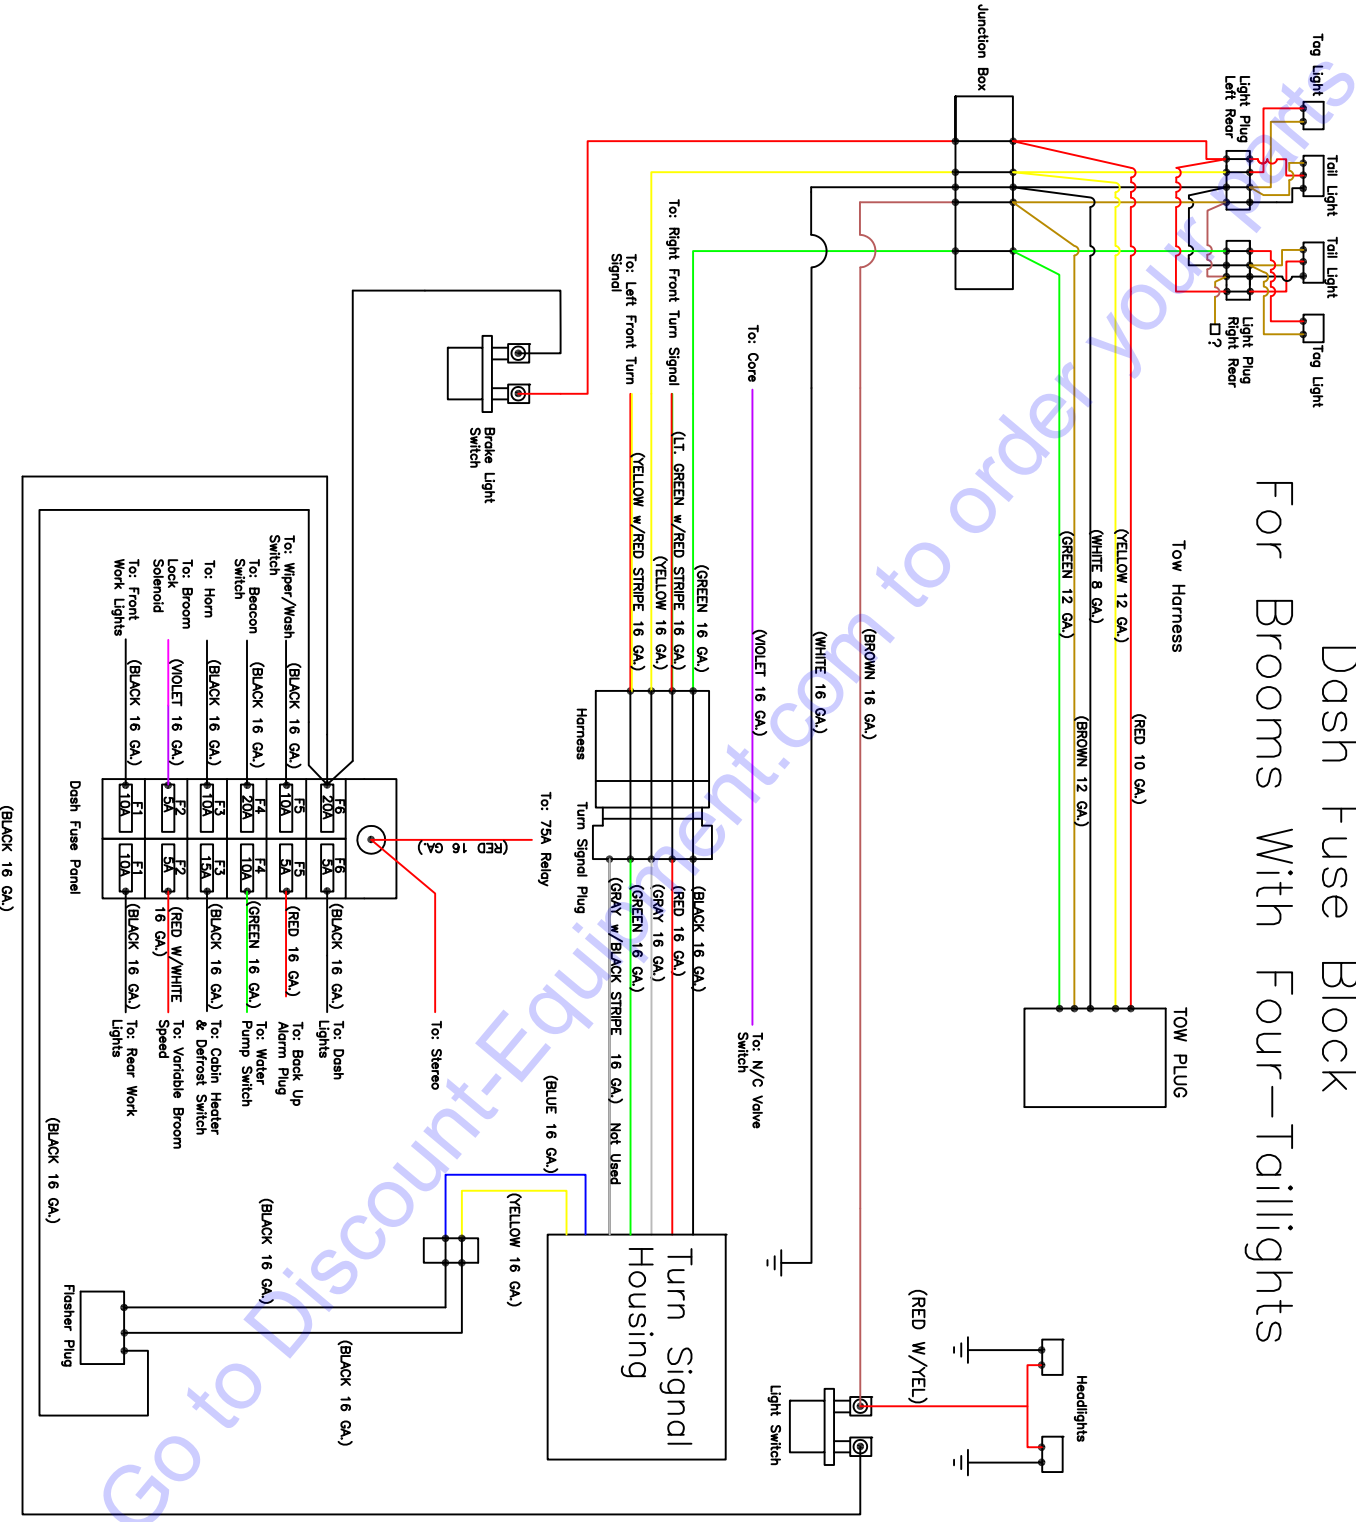 Dash Fuse Block
For Brooms With Four-Taillights
Tag Light
Tail Light
Tail Light
Tag Light
Light Plug
Left Rear
Light Plug
Right Rear
?
Tow Harness
TOW PLUG
(RED 10 GA.)
(YELLOW 12 GA.)
(WHITE 8 GA.)
(BROWN 12 GA.)
(GREEN 12 GA.)
Junction Box
(BROWN 16 GA.)
(WHITE 16 GA.)
To: Core
(VIOLET 16 GA.)
To: N/C Valve
Switch
To: Right Front Turn Signal
To: Left Front Turn
Signal
(GREEN 16 GA.)
(LT. GREEN w/RED STRIPE 16 GA.)
(YELLOW 16 GA.)
(YELLOW w/RED STRIPE 16 GA.)
Harness
Turn Signal Plug
(BLACK 16 GA.)
(RED 16 GA.)
(GRAY 16 GA.)
(GREEN 16 GA.)
(GRAY w/BLACK STRIPE 16 GA.) Not Used
Turn Signal
Housing
(BLUE 16 GA.)
(YELLOW 16 GA.)
Headlights
(RED W/YEL)
Light Switch
Brake Light
Switch
To: 75A Relay
(RED 16 GA.)
To: Stereo
To: Wiper/Wash
Switch
To: Beacon
Switch
To: Horn
To: Broom
Lock
Solenoid
To: Front
Work Lights
(BLACK 16 GA.)
(BLACK 16 GA.)
(BLACK 16 GA.)
(VIOLET 16 GA.)
(BLACK 16 GA.)
F6
20A
F5
10A
F4
20A
F3
10A
F2
5A
F1
10A
F6
5A
F5
5A
F4
10A
F3
15A
F2
5A
F1
10A
Dash Fuse Panel
(BLACK 16 GA.)
(RED 16 GA.)
(GREEN 16 GA.)
(BLACK 16 GA.)
(RED W/WHITE
16 GA.)
(BLACK 16 GA.)
To: Dash
Lights
To: Back Up
Alarm Plug
To: Water
Pump Switch
To: Cabin Heater
& Defrost Switch
To: Variable Broom
Speed
To: Rear Work
Lights
(BLACK 16 GA.)
(BLACK 16 GA.)
(BLACK 16 GA.)
(BLACK 16 GA.)
Flasher Plug
Go to Discount-Equipment.com to order your parts